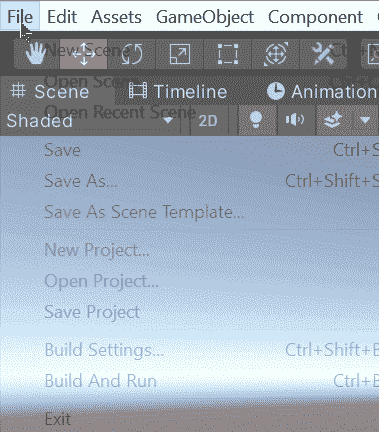 File Edit Assets GameObject Component
New Scene
Open Scene
Open Recent Scene
Scene Timeline Animation
Shaded 2D
Save Ctrl+S
Save As... Ctrl+Shift+S
Save As Scene Template...
New Project...
Open Project...
Save Project
Build Settings... Ctrl+Shift+B
Build And Run Ctrl+B
Exit